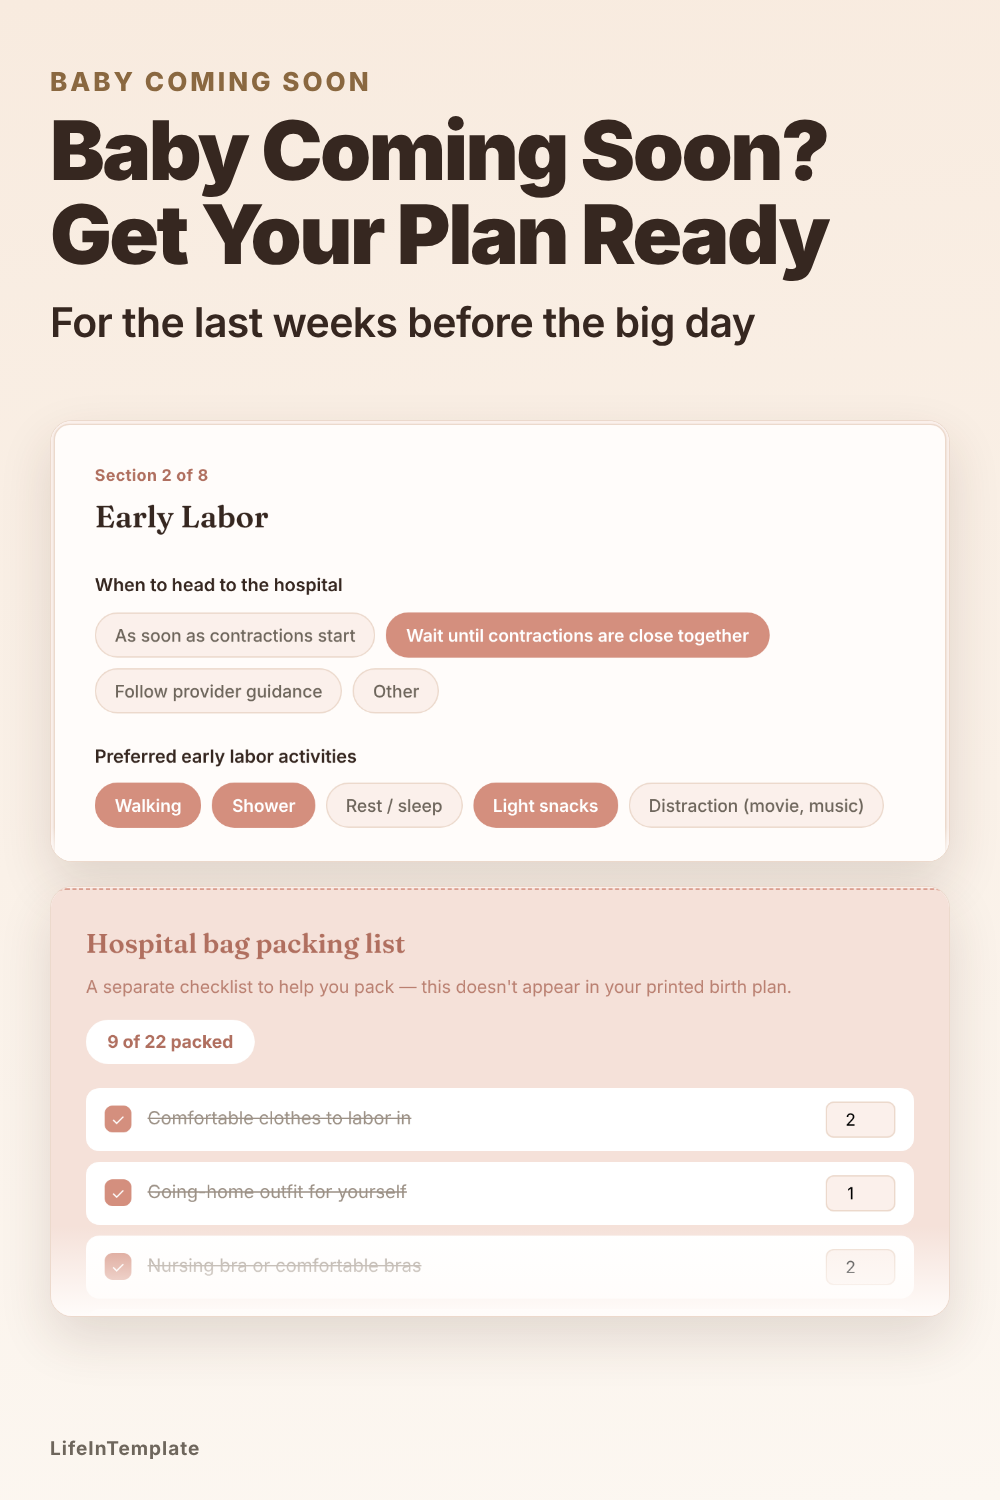 BABY COMING SOON
Baby Coming Soon?
Get Your Plan Ready
For the last weeks before the big day
Section 2 of 8
Early Labor
When to head to the hospital
As soon as contractions start
Wait until contractions are close together
Follow provider guidance
Other
Preferred early labor activities
Walking
Shower
Rest / sleep
Light snacks
Distraction (movie, music)
Hospital bag packing list
A separate checklist to help you pack — this doesn't appear in your printed birth plan.
9 of 22 packed
Comfortable clothes to labor in
2
Going-home outfit for yourself
1
Nursing bra or comfortable bras
2
LifeInTemplate